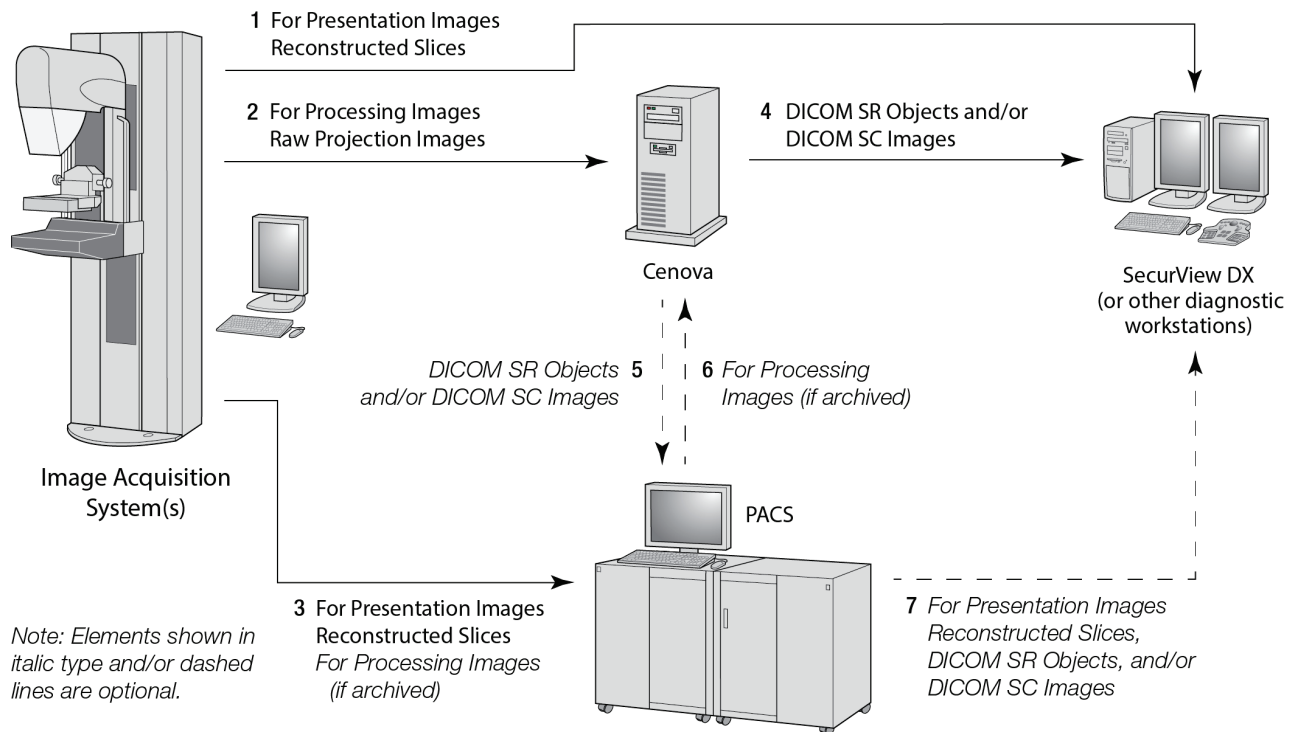 1 For Presentation Images
Reconstructed Slices
2 For Processing Images
Raw Projection Images
4 DICOM SR Objects and/or
DICOM SC Images
Cenova
SecurView DX
(or other diagnostic
workstations)
DICOM SR Objects 5
and/or DICOM SC Images
6 For Processing
Images (if archived)
Image Acquisition
System(s)
PACS
3 For Presentation Images
Reconstructed Slices
For Processing Images
(if archived)
7 For Presentation Images
Reconstructed Slices,
DICOM SR Objects, and/or
DICOM SC Images
Note: Elements shown in
italic type and/or dashed
lines are optional.